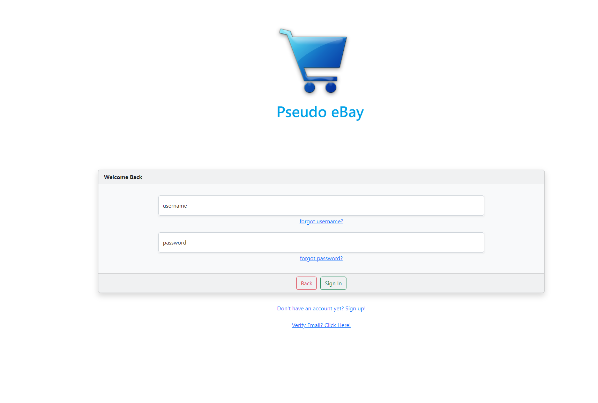 Pseudo eBay
Welcome Back
username
forgot username?
password
forgot password?
Back Sign In
Don't have an account yet? Sign up!
Verify Email? Click Here.